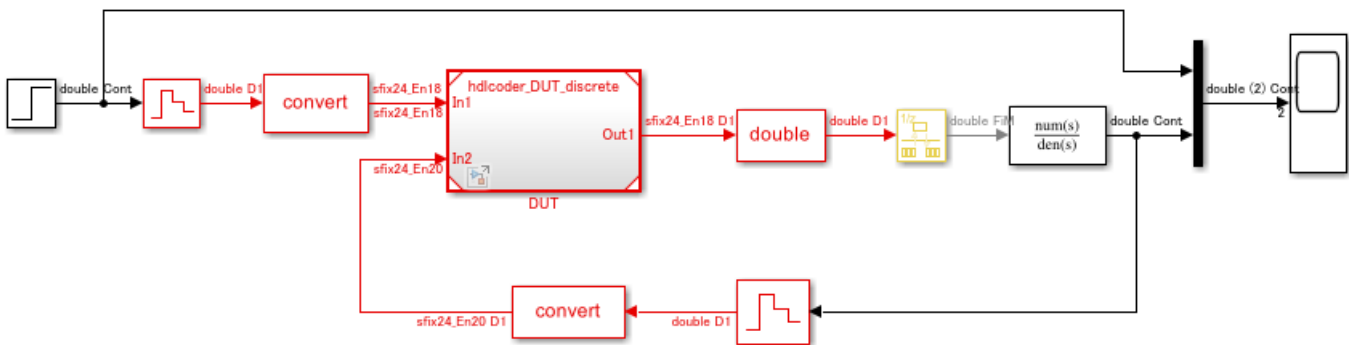 double Cont
double D1
convert
sfix24_En18
sfix24_En18
hdlcoder_DUT_discrete
In1
In2
Out1
DUT
sfix24_En20
sfix24_En18 D1
double
double D1
1/z
double FiM
num(s)
den(s)
double Cont
double (2) Cont
2
convert
sfix24_En20 D1
double D1